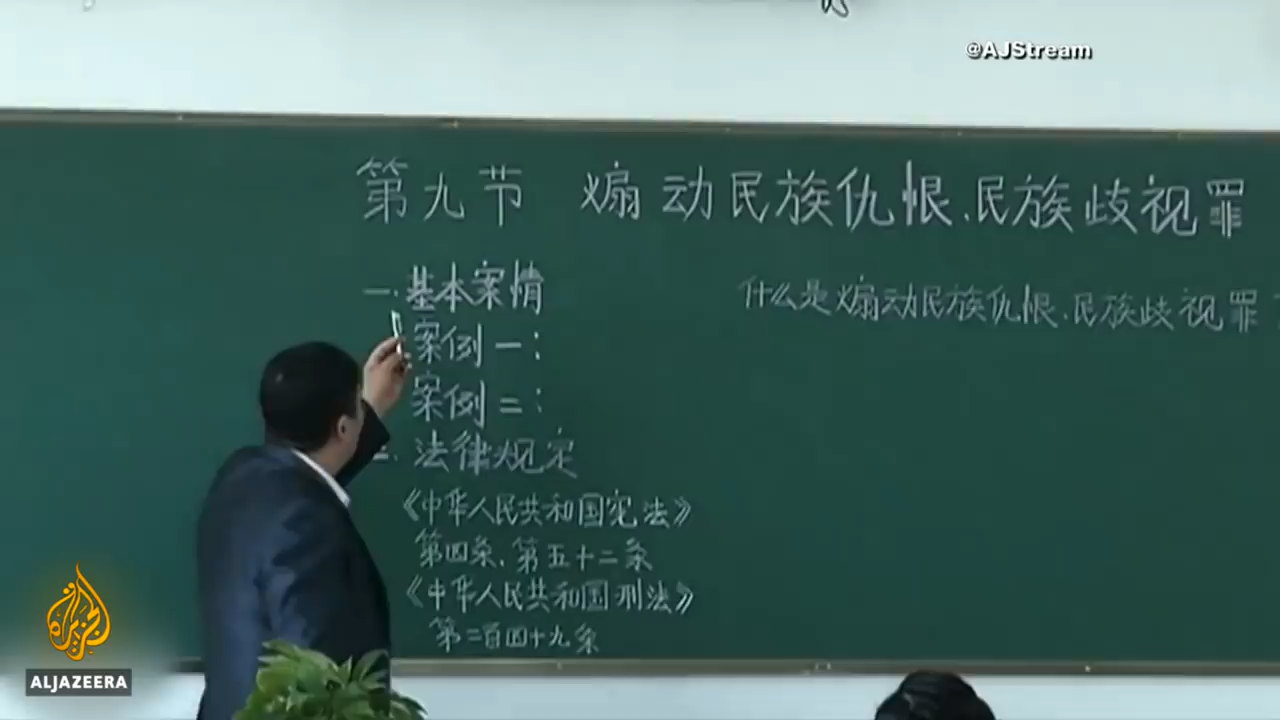 @AJStream
第九节 煽动民族仇恨、民族歧视罪
一.基本案情
什么是煽动民族仇恨、民族歧视罪
案例一:
案例二:
二.法律规定
《中华人民共和国宪法》
第四条、第五十二条
《中华人民共和国刑法》
第二百四十九条
الجزيرة
ALJAZEERA